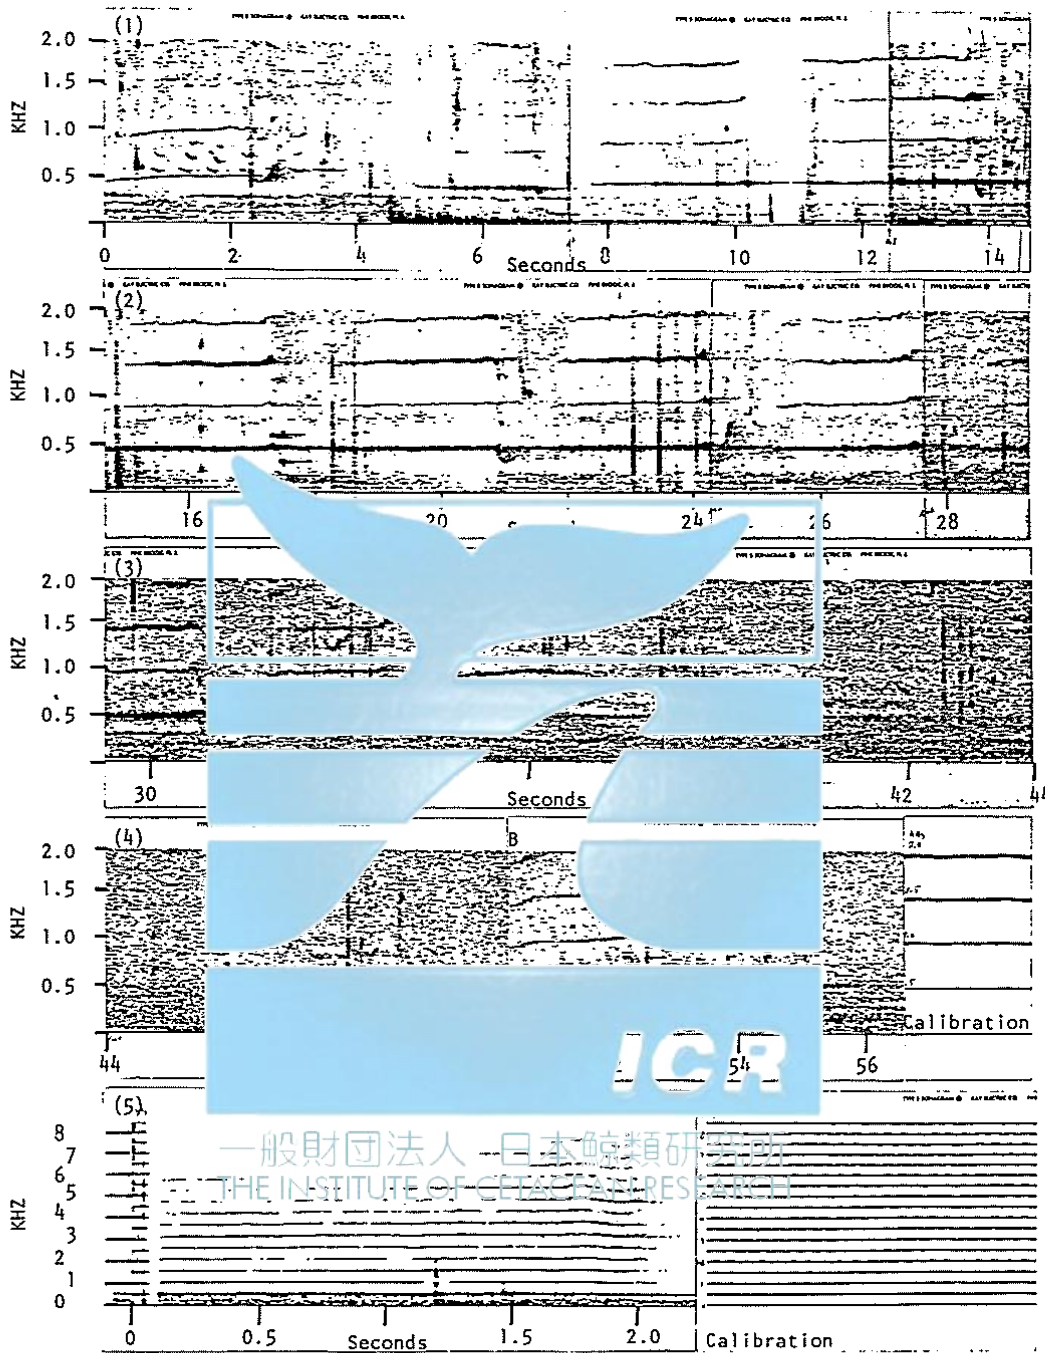 (1)
2.0
1.5
1.0
0.5
KHZ
0 2 4 6 8 10 12 14
Seconds
(2)
2.0
1.5
1.0
0.5
KHZ
16 20 24 26 28
(3)
2.0
1.5
1.0
0.5
KHZ
30 42 44
Seconds
(4)
B
2.0
1.5
1.0
0.5
KHZ
Calibration
44 54 56
ICR
(5)
8
7
6
5
4
3
2
1
0
KHZ
一般財団法人 日本鯨類研究所
THE INSTITUTE OF CETACEAN RESEARCH
0 0.5 1.5 2.0
Seconds
Calibration